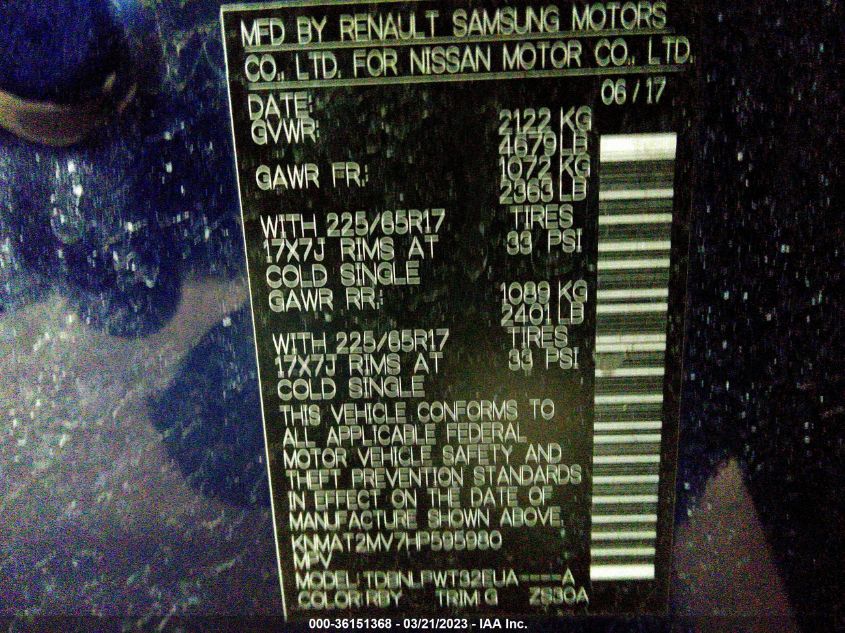 MFD BY RENAULT SAMSUNG MOTORS
CO., LTD. FOR NISSAN MOTOR CO., LTD.
DATE: 06 / 17
GVWR: 2122 KG
4679 LB
GAWR FR.: 1072 KG
2363 LB
WITH 225/65R17 TIRES
17X7J RIMS AT 33 PSI
COLD SINGLE
GAWR RR.: 1089 KG
2401 LB
WITH 225/65R17 TIRES
17X7J RIMS AT 33 PSI
COLD SINGLE
THIS VEHICLE CONFORMS TO
ALL APPLICABLE FEDERAL
MOTOR VEHICLE SAFETY AND
THEFT PREVENTION STANDARDS
IN EFFECT ON THE DATE OF
MANUFACTURE SHOWN ABOVE.
KNMAT2MV7HP595980
MPV
MODEL:
COLOR:RBY TRIM:G ZS30A
000-36151368 - 03/21/2023 - IAA Inc.